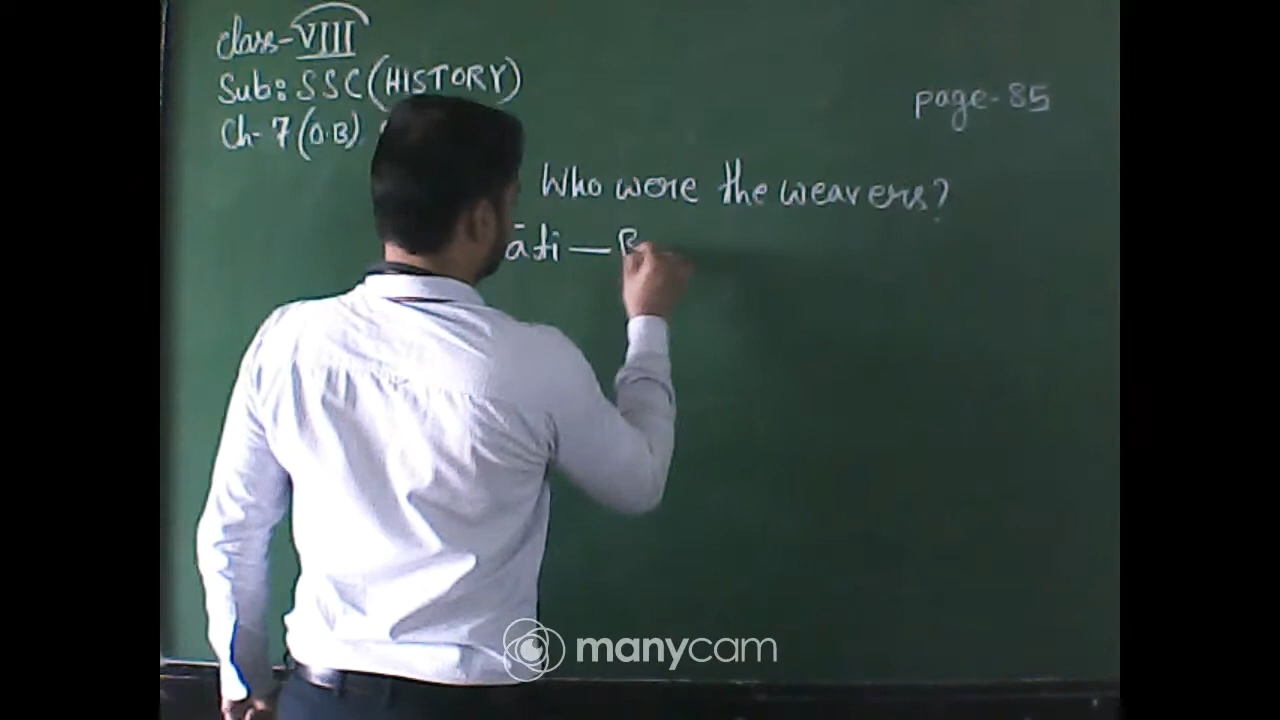 class-VIII
Sub: SSC (HISTORY)
Ch-7 (O.B)
page-85
Who were the weavers?
āti — B
manycam